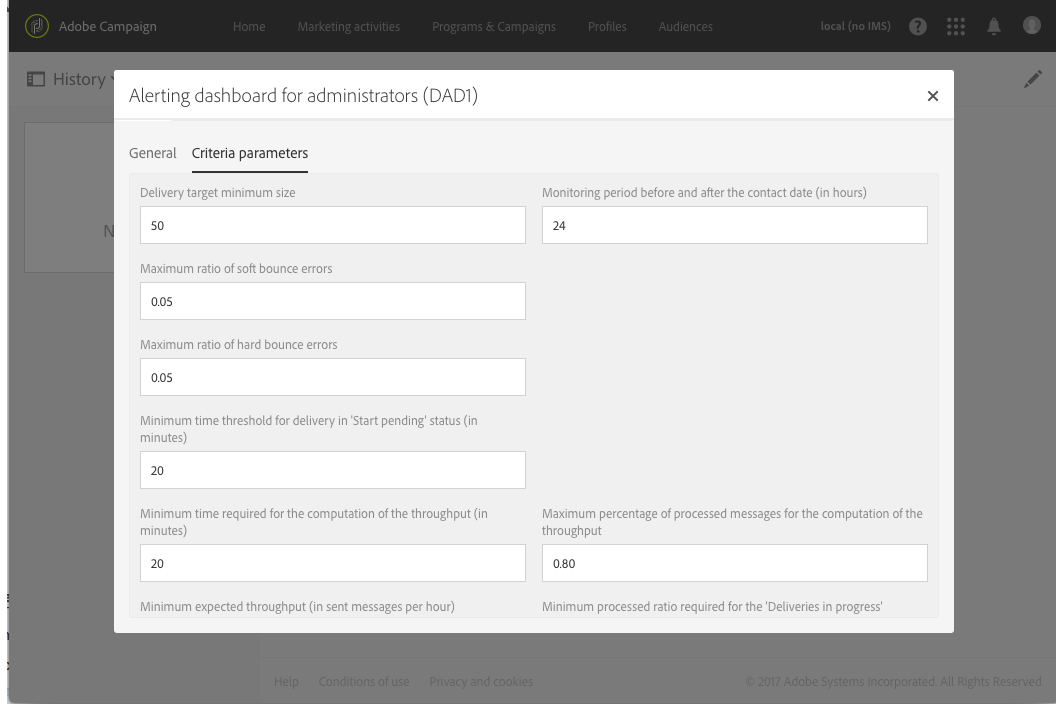 Adobe Campaign
Home
Marketing activities
Programs & Campaigns
Profiles
Audiences
local (no IMS)
?
History
Alerting dashboard for administrators (DAD1)
General
Criteria parameters
Delivery target minimum size
Monitoring period before and after the contact date (in hours)
50
24
Maximum ratio of soft bounce errors
0.05
Maximum ratio of hard bounce errors
0.05
Minimum time threshold for delivery in 'Start pending' status (in
minutes)
20
Minimum time required for the computation of the throughput (in
minutes)
Maximum percentage of processed messages for the computation of the
throughput
20
0.80
Minimum expected throughput (in sent messages per hour)
Minimum processed ratio required for the 'Deliveries in progress'
Help
Conditions of use
Privacy and cookies
© 2017 Adobe Systems Incorporated. All Rights Reserved.